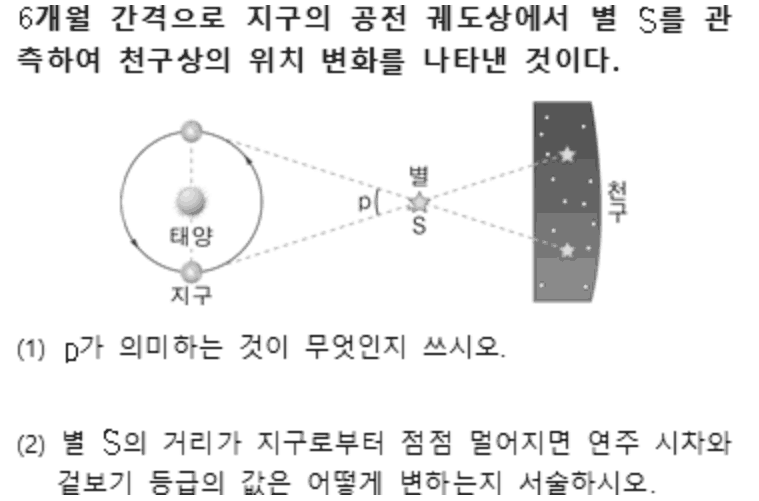 6개월 간격으로 지구의 공전 궤도상에서 별 S를 관
측하여 천구상의 위치 변화를 나타낸 것이다.
별
p
S
태양
지구
천구
(1) p가 의미하는 것이 무엇인지 쓰시오.
(2) 별 S의 거리가 지구로부터 점점 멀어지면 연주 시차와
겉보기 등급의 값은 어떻게 변하는지 서술하시오.